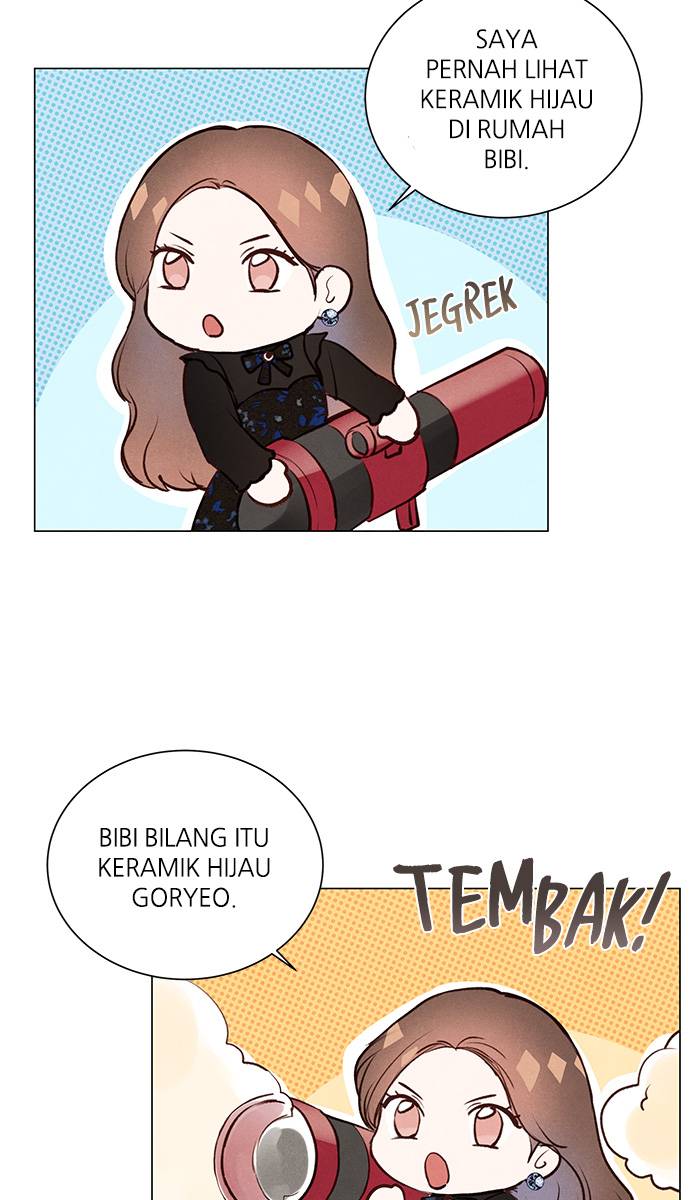 SAYA
PERNAH LIHAT
KERAMIK HIJAU
DI RUMAH
BIBI.
JEGREK
BIBI BILANG ITU
KERAMIK HIJAU
GORYEO.
TEMBAK!